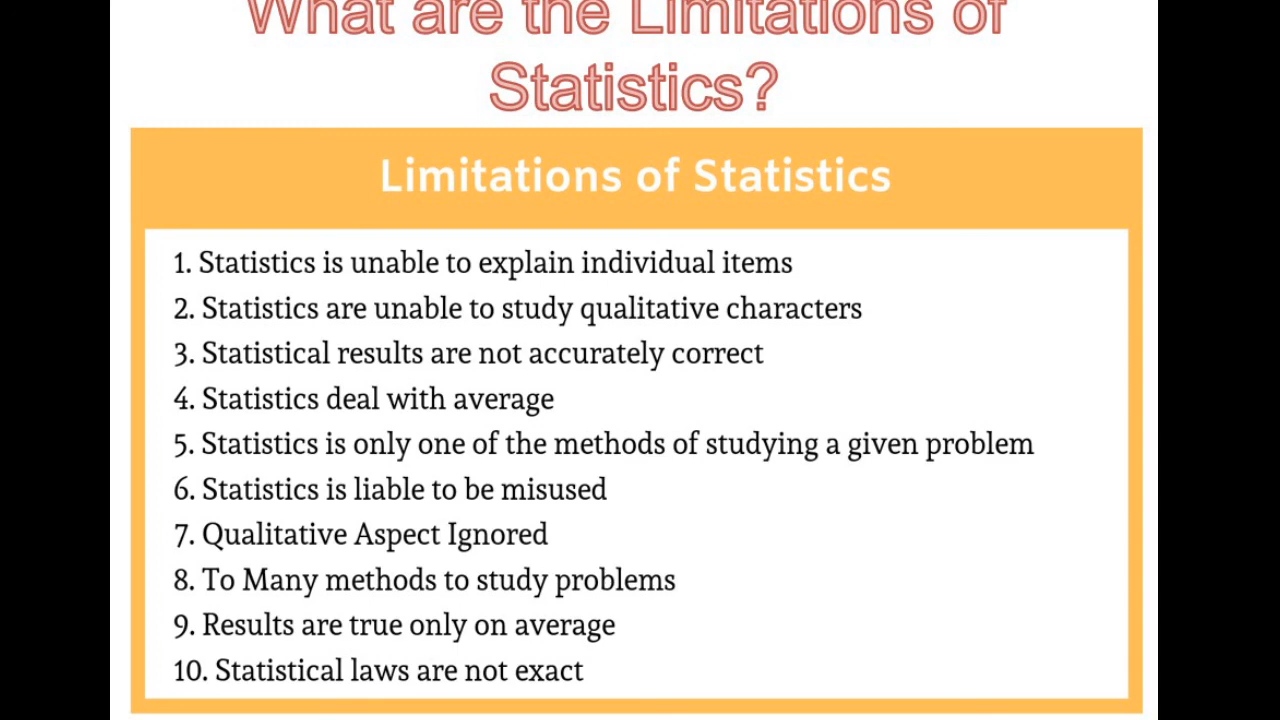 What are the Limitations of
Statistics?
Limitations of Statistics
1. Statistics is unable to explain individual items
2. Statistics are unable to study qualitative characters
3. Statistical results are not accurately correct
4. Statistics deal with average
5. Statistics is only one of the methods of studying a given problem
6. Statistics is liable to be misused
7. Qualitative Aspect Ignored
8. To Many methods to study problems
9. Results are true only on average
10. Statistical laws are not exact